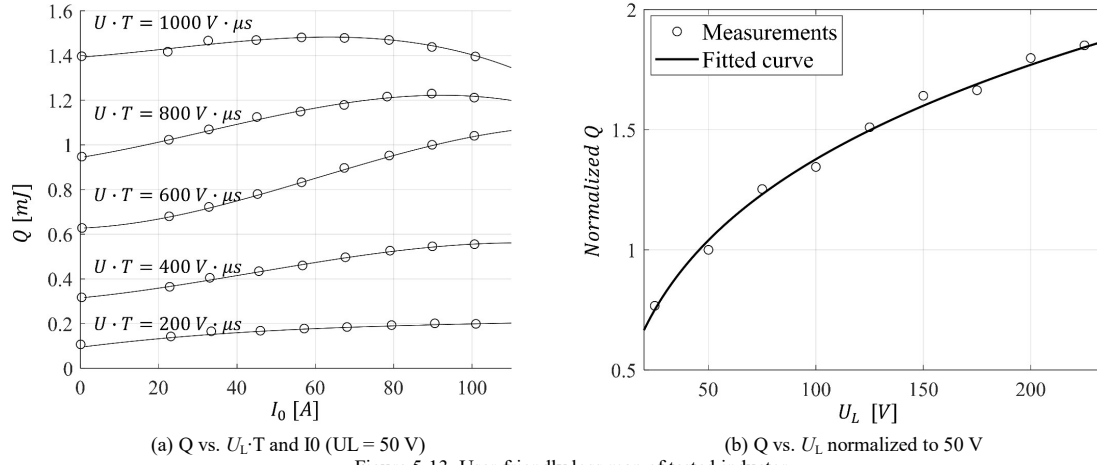 U · T = 1000 V · μs
U · T = 800 V · μs
U · T = 600 V · μs
U · T = 400 V · μs
U · T = 200 V · μs
1.6
1.4
1.2
1
0.8
0.6
0.4
0.2
0
Q [mJ]
0 20 40 60 80 100
I₀ [A]
(a) Q vs. U_L·T and I0 (UL = 50 V)
Measurements
Fitted curve
2
1.5
1
0.5
Normalized Q
50 100 150 200
U_L [V]
(b) Q vs. U_L normalized to 50 V